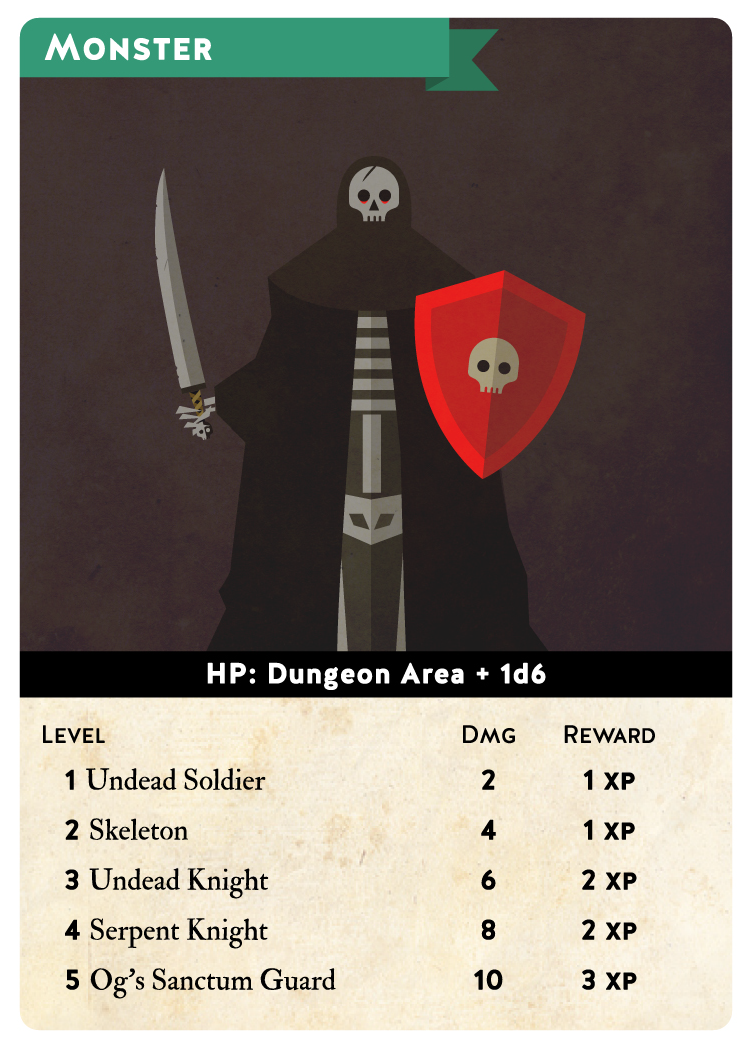 Monster
HP: Dungeon Area + 1d6
Level Dmg Reward
1 Undead Soldier 2 1 XP
2 Skeleton 4 1 XP
3 Undead Knight 6 2 XP
4 Serpent Knight 8 2 XP
5 Og's Sanctum Guard 10 3 XP